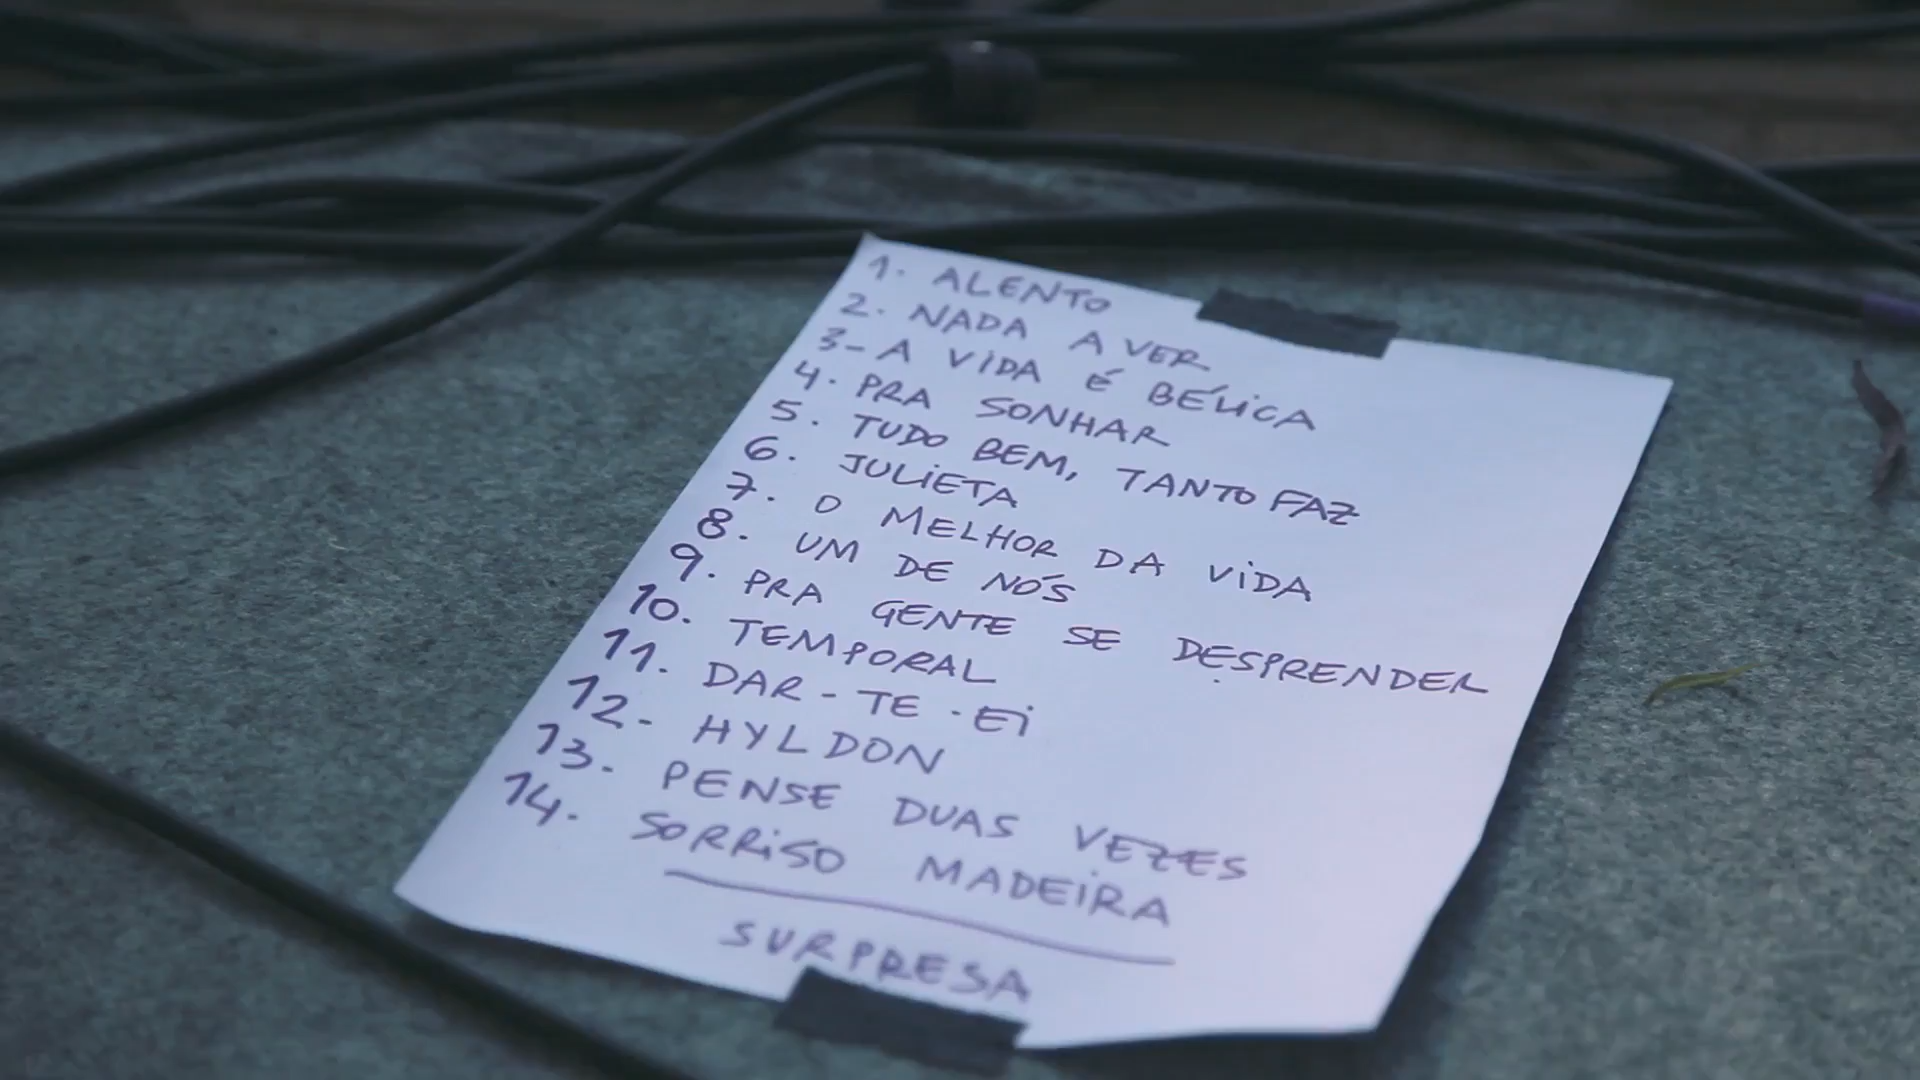 1. ALENTO
2. NADA A VER
3-A VIDA É BÉLICA
4. PRA SONHAR
5. TUDO BEM, TANTO FAZ
6. JULIETA
7. O MELHOR DA VIDA
8. UM DE NÓS
9. PRA GENTE SE DESPRENDER
10. TEMPORAL
11. DAR-TE-EI
12- HYLDON
13. PENSE DUAS VEZES
14. SORRISO MADEIRA
SURPRESA